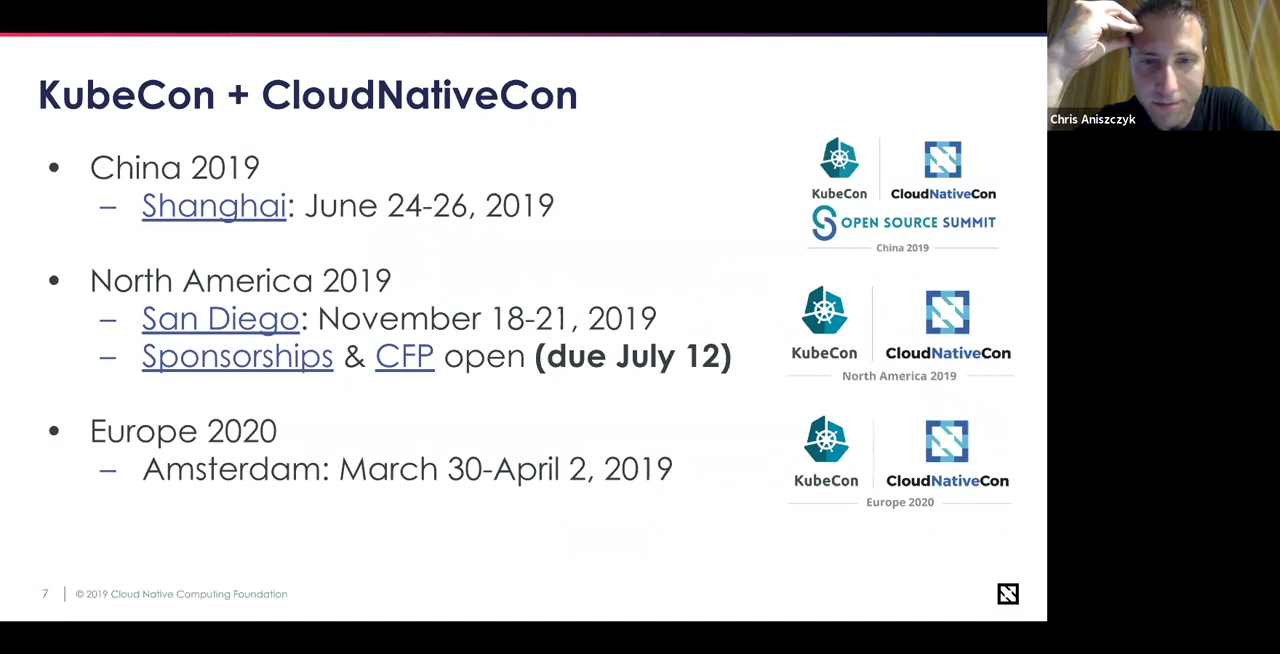 KubeCon + CloudNativeCon
• China 2019
– Shanghai: June 24-26, 2019
• North America 2019
– San Diego: November 18-21, 2019
– Sponsorships & CFP open (due July 12)
• Europe 2020
– Amsterdam: March 30-April 2, 2019
KubeCon
CloudNativeCon
OPEN SOURCE SUMMIT
China 2019
KubeCon
CloudNativeCon
North America 2019
KubeCon
CloudNativeCon
Europe 2020
7
© 2019 Cloud Native Computing Foundation
Chris Aniszczyk